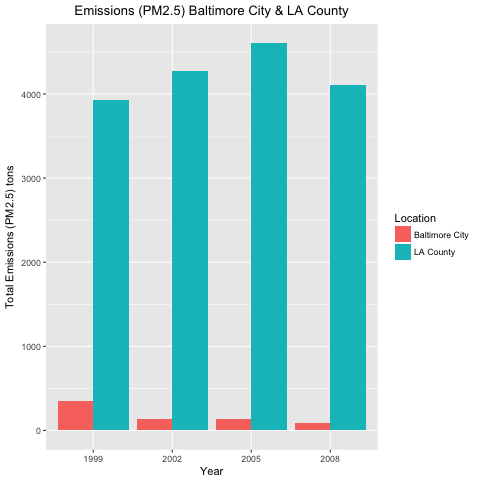 Emissions (PM2.5) Baltimore City & LA County
Total Emissions (PM2.5) tons
4000
3000
2000
1000
0
1999
2002
2005
2008
Year
Location
Baltimore City
LA County